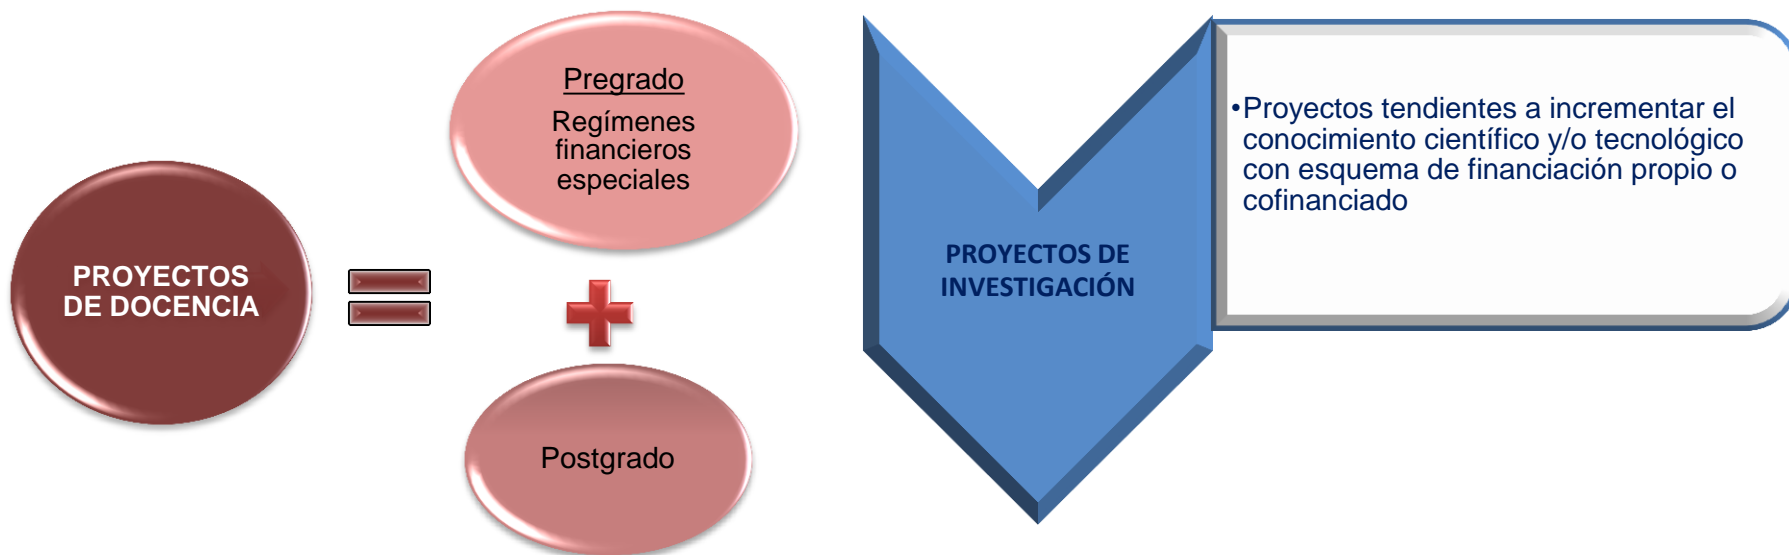 PROYECTOS
DE DOCENCIA
Pregrado
Regímenes
financieros
especiales
Postgrado
PROYECTOS DE
INVESTIGACIÓN
•Proyectos tendientes a incrementar el
conocimiento científico y/o tecnológico
con esquema de financiación propio o
cofinanciado